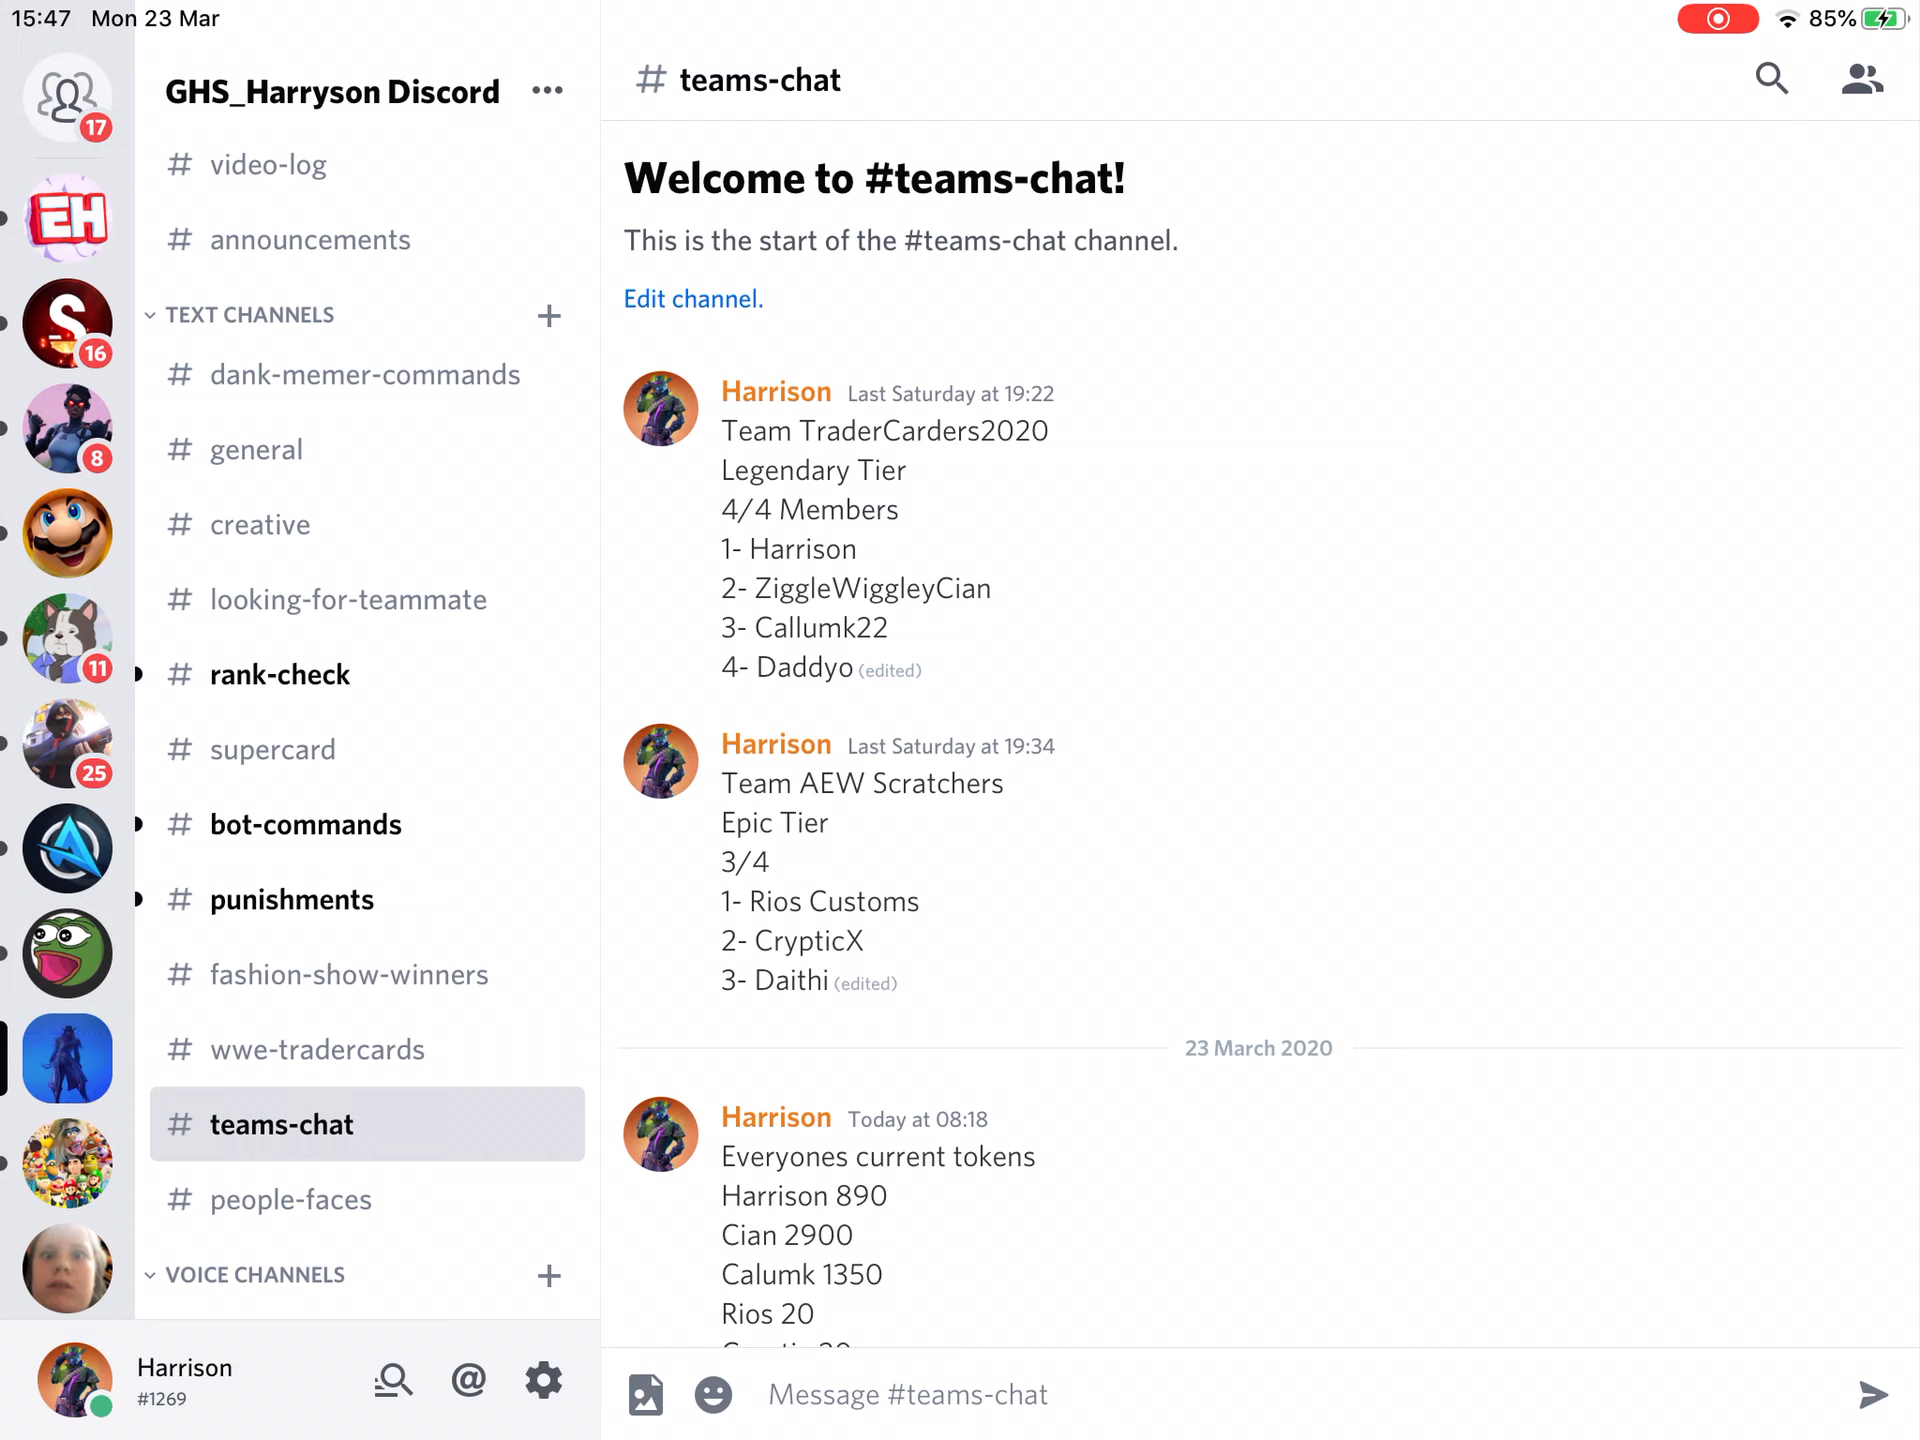 15:47 Mon 23 Mar
85%
17
EH
S
16
8
11
25
GHS_Harryson Discord
# video-log
# announcements
TEXT CHANNELS
# dank-memer-commands
# general
# creative
# looking-for-teammate
# rank-check
# supercard
# bot-commands
# punishments
# fashion-show-winners
# wwe-tradercards
# teams-chat
# people-faces
VOICE CHANNELS
Harrison
#1269
# teams-chat
Welcome to #teams-chat!
This is the start of the #teams-chat channel.
Edit channel.
Harrison Last Saturday at 19:22
Team TraderCarders2020
Legendary Tier
4/4 Members
1- Harrison
2- ZiggleWiggleyCian
3- Callumk22
4- Daddyo (edited)
Harrison Last Saturday at 19:34
Team AEW Scratchers
Epic Tier
3/4
1- Rios Customs
2- CrypticX
3- Daithi (edited)
23 March 2020
Harrison Today at 08:18
Everyones current tokens
Harrison 890
Cian 2900
Calumk 1350
Rios 20
Message #teams-chat